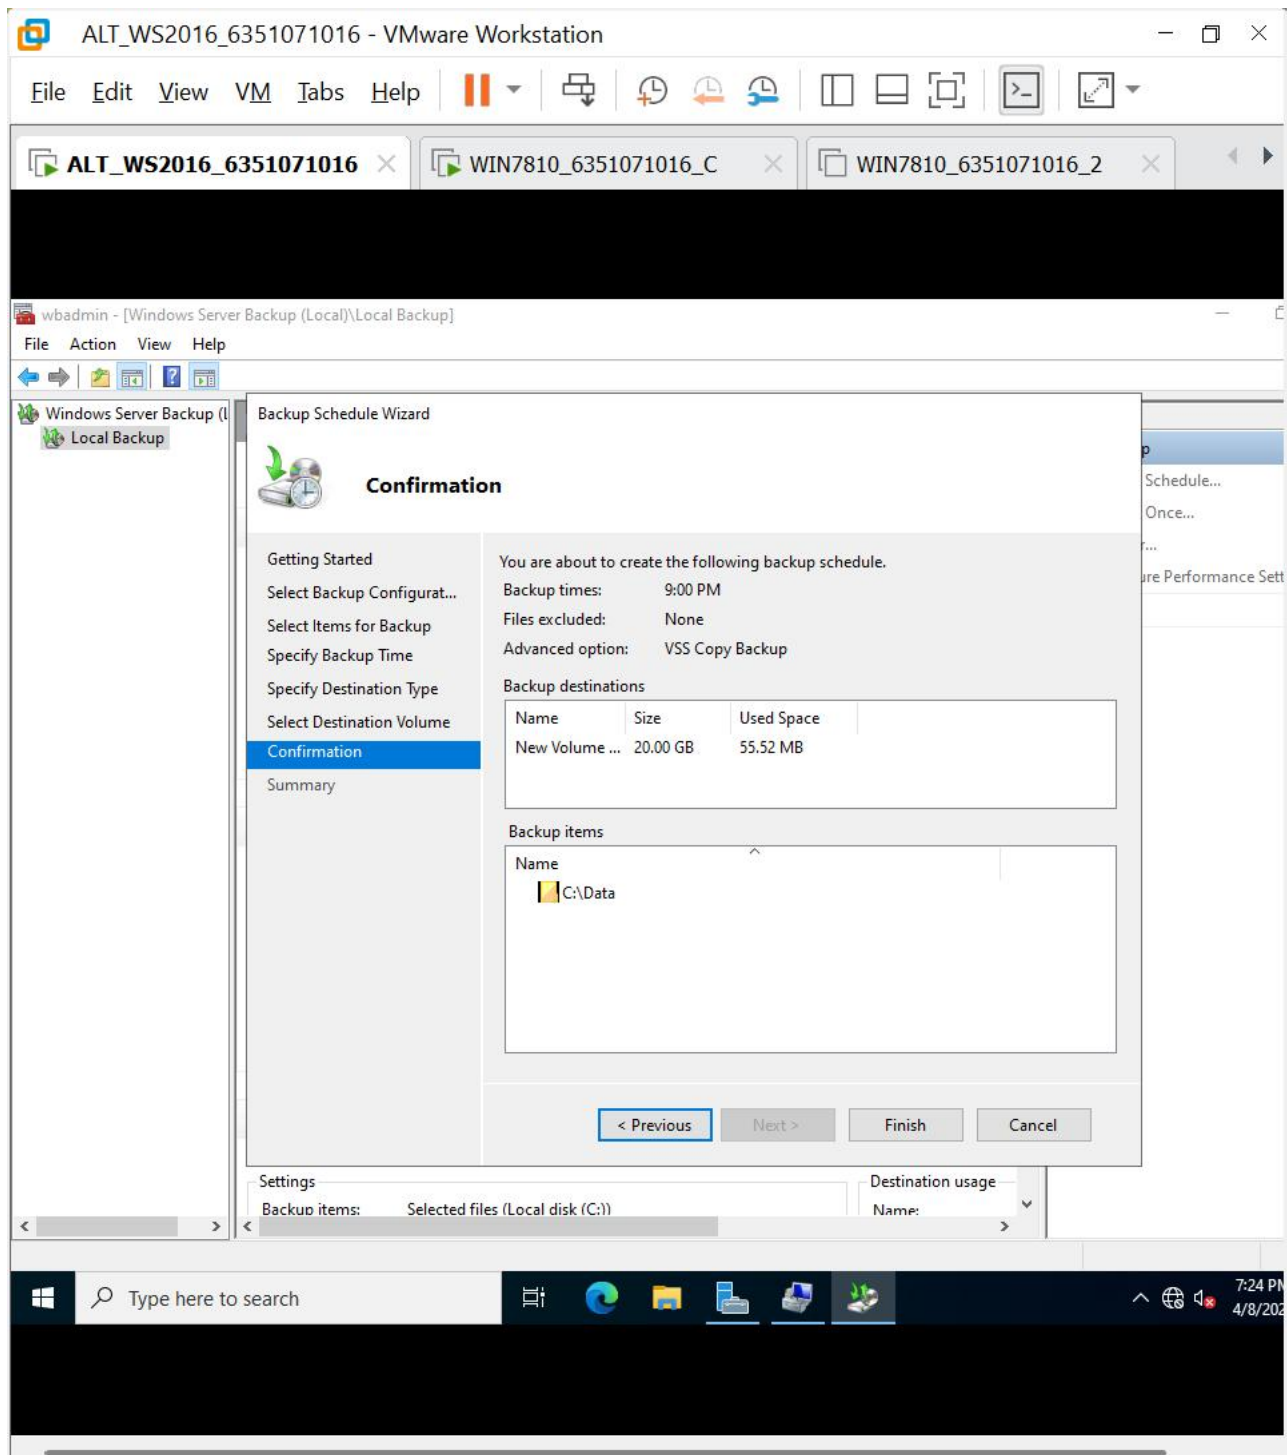 ALT_WS2016_6351071016 - VMware Workstation
File Edit View VM Tabs Help
ALT_WS2016_6351071016 WIN7810_6351071016_C WIN7810_6351071016_2
wbadmin - [Windows Server Backup (Local)\Local Backup]
File Action View Help
Windows Server Backup (L
Local Backup
Backup Schedule Wizard
Confirmation
Getting Started
Select Backup Configurat...
Select Items for Backup
Specify Backup Time
Specify Destination Type
Select Destination Volume
Confirmation
Summary
You are about to create the following backup schedule.
Backup times: 9:00 PM
Files excluded: None
Advanced option: VSS Copy Backup
Backup destinations
Name Size Used Space
New Volume ... 20.00 GB 55.52 MB
Backup items
Name
C:\Data
< Previous Next > Finish Cancel
p
Schedule...
Once...
r...
ure Performance Sett
Settings
Backup items: Selected files (Local disk (C:))
Destination usage
Name:
Type here to search
7:24 PM
4/8/202